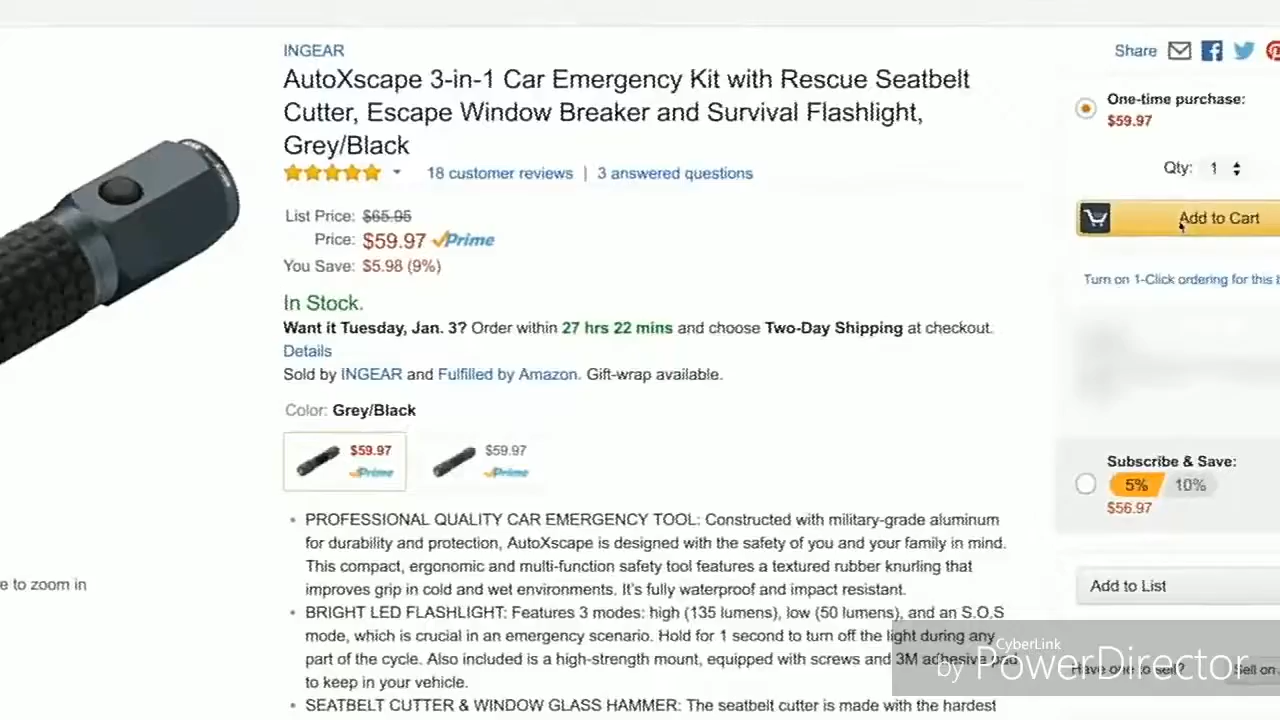 INGEAR
Share
AutoXscape 3-in-1 Car Emergency Kit with Rescue Seatbelt
Cutter, Escape Window Breaker and Survival Flashlight,
Grey/Black
18 customer reviews | 3 answered questions
List Price: $65.95
Price: $59.97 Prime
You Save: $5.98 (9%)
In Stock.
Want it Tuesday, Jan. 3? Order within 27 hrs 22 mins and choose Two-Day Shipping at checkout.
Details
Sold by INGEAR and Fulfilled by Amazon. Gift-wrap available.
Color: Grey/Black
$59.97
Prime
$59.97
Prime
• PROFESSIONAL QUALITY CAR EMERGENCY TOOL: Constructed with military-grade aluminum
for durability and protection, AutoXscape is designed with the safety of you and your family in mind.
This compact, ergonomic and multi-function safety tool features a textured rubber knurling that
improves grip in cold and wet environments. It's fully waterproof and impact resistant.
• BRIGHT LED FLASHLIGHT: Features 3 modes: high (135 lumens), low (50 lumens), and an S.O.S
mode, which is crucial in an emergency scenario. Hold for 1 second to turn off the light during any
part of the cycle. Also included is a high-strength mount, equipped with screws and 3M adhesive pad
to keep in your vehicle.
• SEATBELT CUTTER & WINDOW GLASS HAMMER: The seatbelt cutter is made with the hardest
e to zoom in
One-time purchase:
$59.97
Qty: 1
Add to Cart
Turn on 1-Click ordering for this b
Subscribe & Save:
5% 10%
$56.97
Add to List
Have one to sell?
Sell on
CyberLink
by PowerDirector